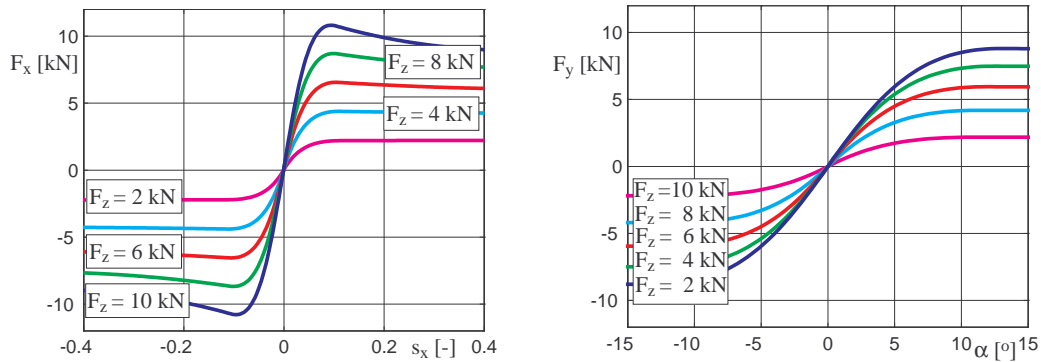 10
F_x [kN]
F_z = 8 kN
5
F_z = 4 kN
0
F_z = 2 kN
-5
F_z = 6 kN
-10
F_z = 10 kN
-0.4 -0.2 0 0.2 0.4
s_x [-]
10
F_y [kN]
5
0
F_z =10 kN
F_z = 8 kN
-5
F_z = 6 kN
F_z = 4 kN
F_z = 2 kN
-10
-15 -10 -5 0 5 10 15
α [o]